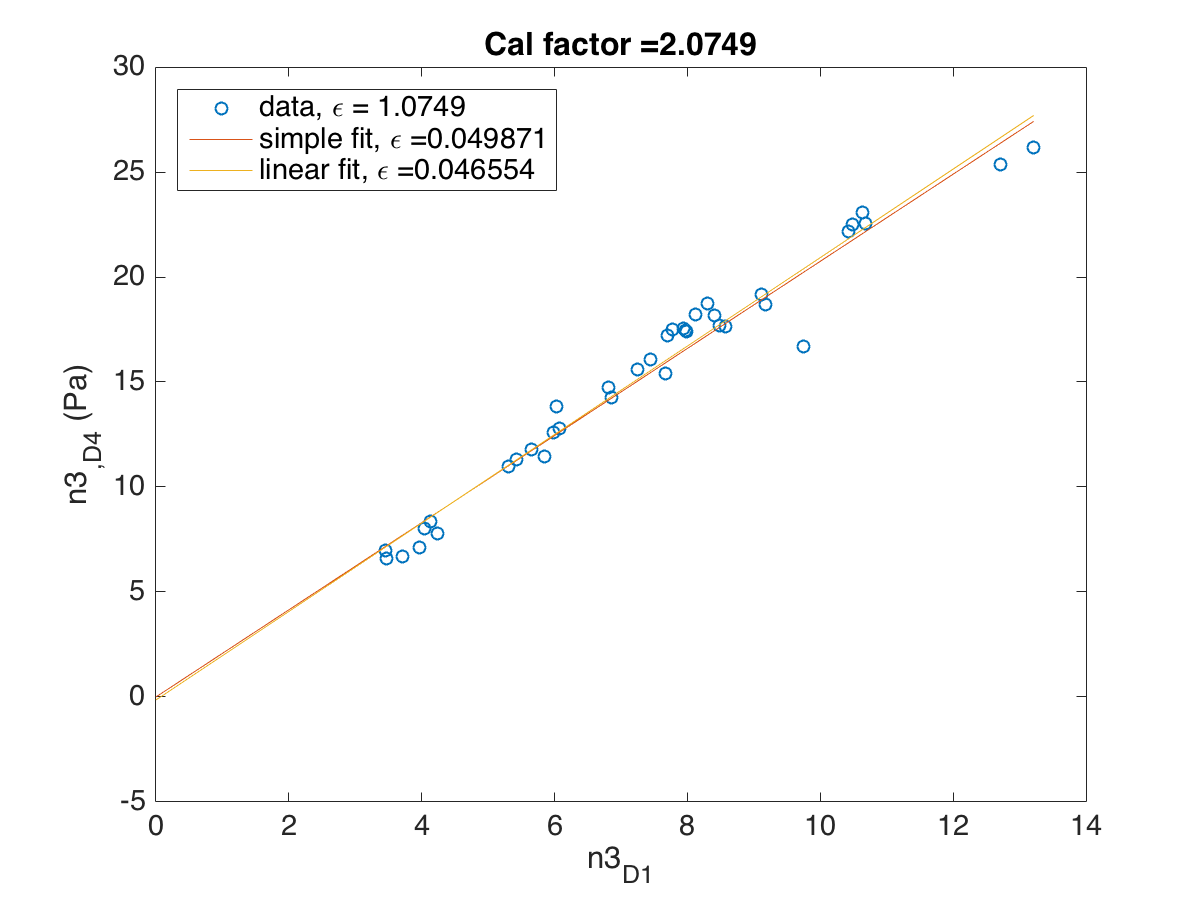 Cal factor =2.0749
30
25
20
15
10
5
0
-5
data, ϵ = 1.0749
simple fit, ϵ =0.049871
linear fit, ϵ =0.046554
n3,D4 (Pa)
0 2 4 6 8 10 12 14
n3D1